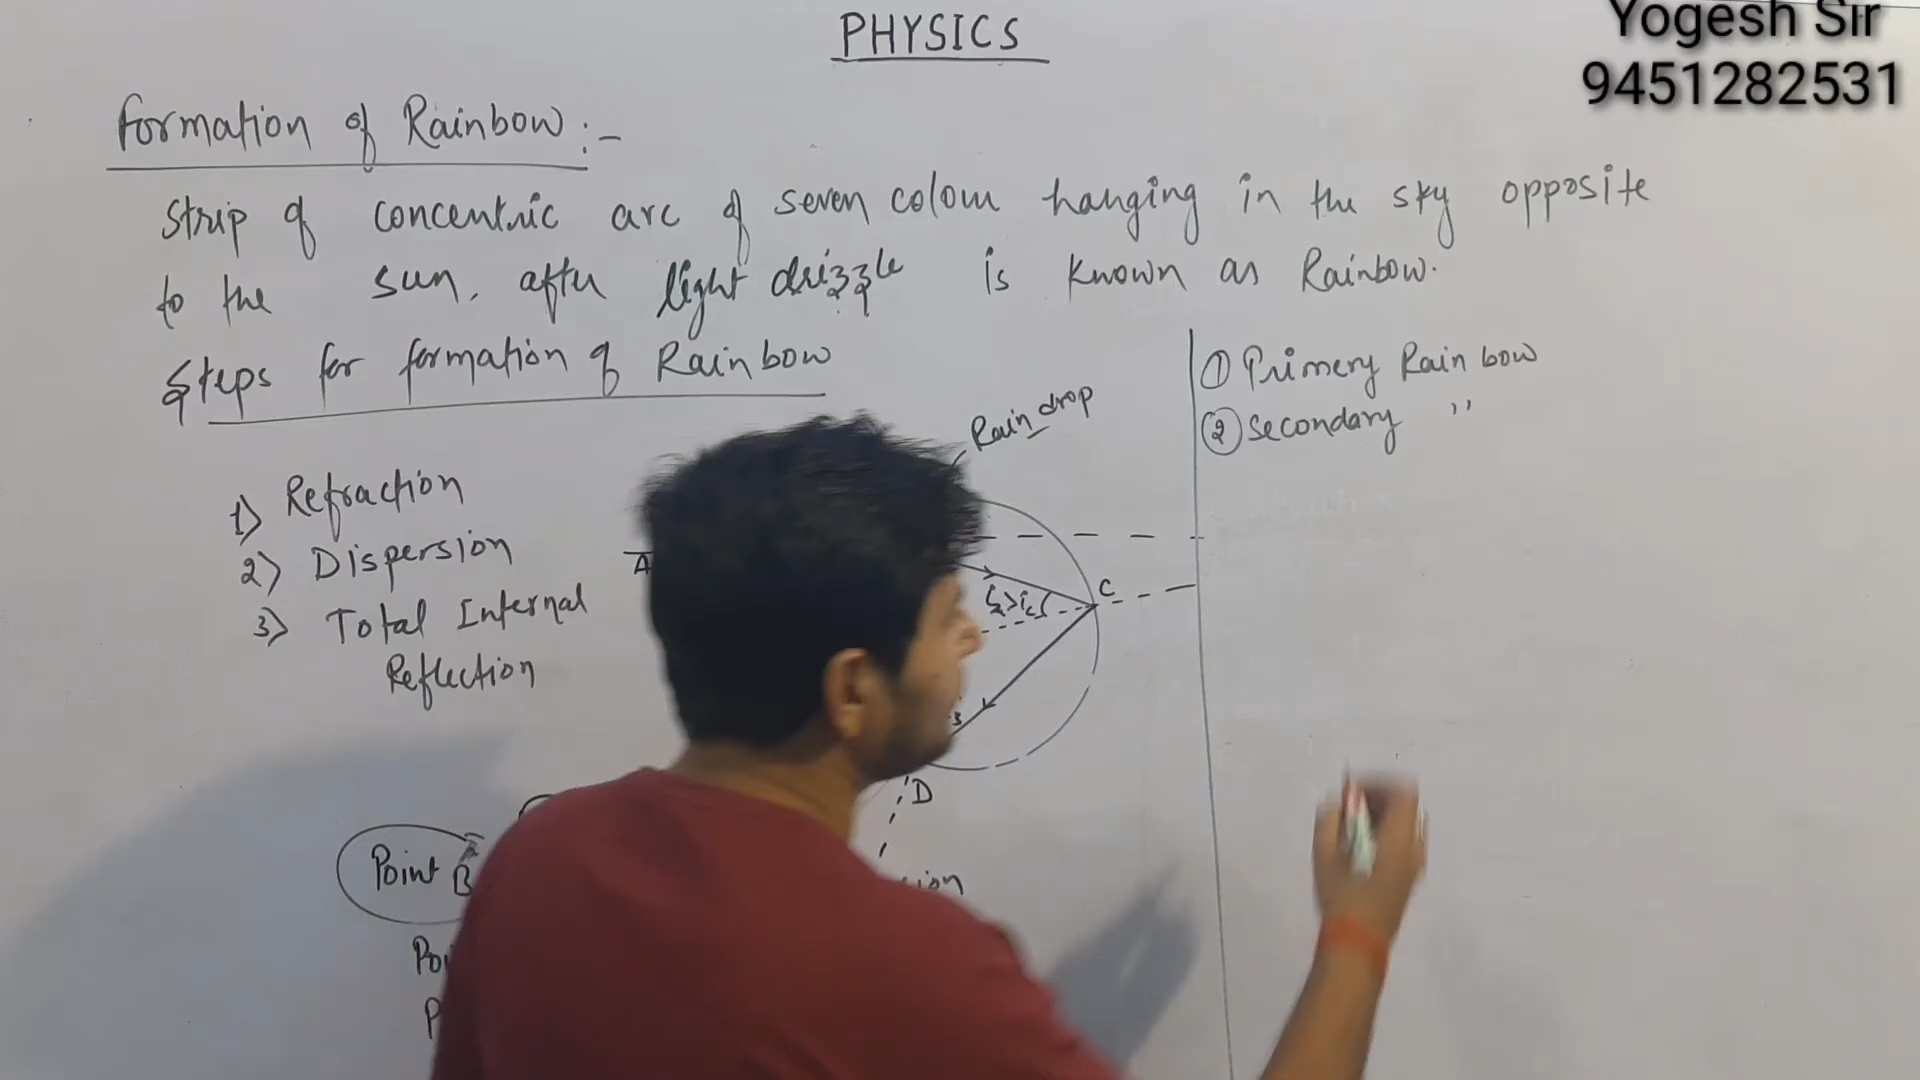 PHYSICS
Yogesh Sir
9451282531
Formation of Rainbow :-
Strip of concentric arc of seven colour hanging in the sky opposite
to the sun, after light drizzle is known as Rainbow.
Steps for formation of Rainbow
1) Refraction
2) Dispersion
3) Total Internal
Reflection
Rain drop
A
C
D
Point B
① Primery Rainbow
② Secondary ''